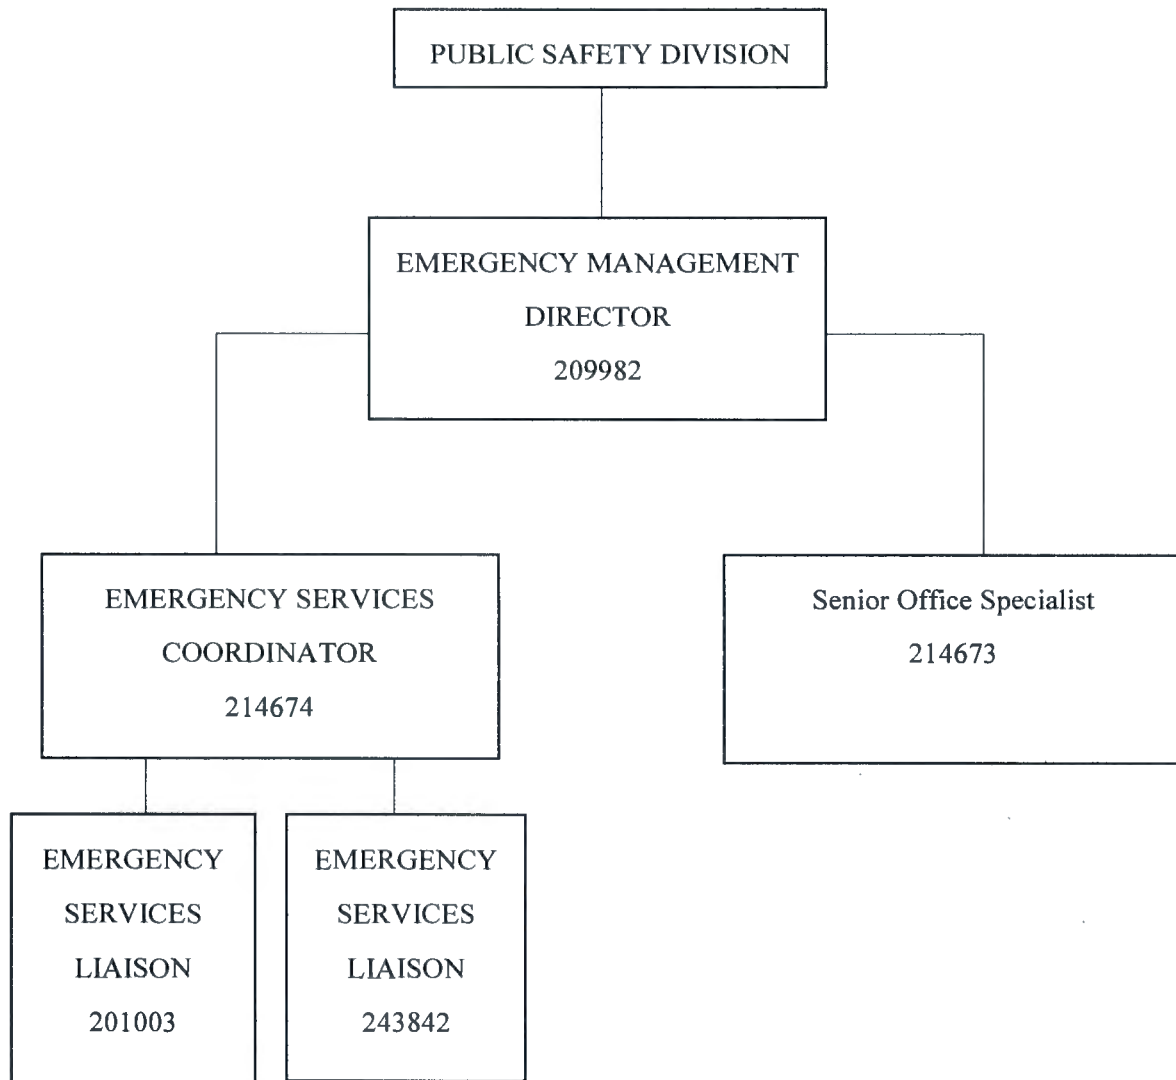 PUBLIC SAFETY DIVISION
EMERGENCY MANAGEMENT
DIRECTOR
209982
EMERGENCY SERVICES
COORDINATOR
214674
Senior Office Specialist
214673
EMERGENCY
SERVICES
LIAISON
201003
EMERGENCY
SERVICES
LIAISON
243842